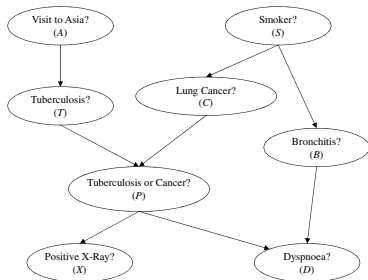 Visit to Asia?
(A)
Smoker?
(S)
Tuberculosis?
(T)
Lung Cancer?
(C)
Bronchitis?
(B)
Tuberculosis or Cancer?
(P)
Positive X-Ray?
(X)
Dyspnoea?
(D)